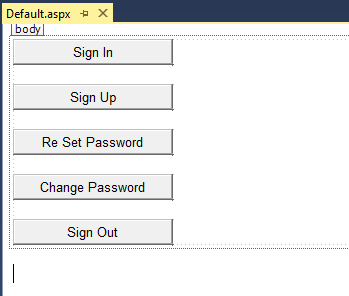 Default.aspx
body
Sign In
Sign Up
Re Set Password
Change Password
Sign Out